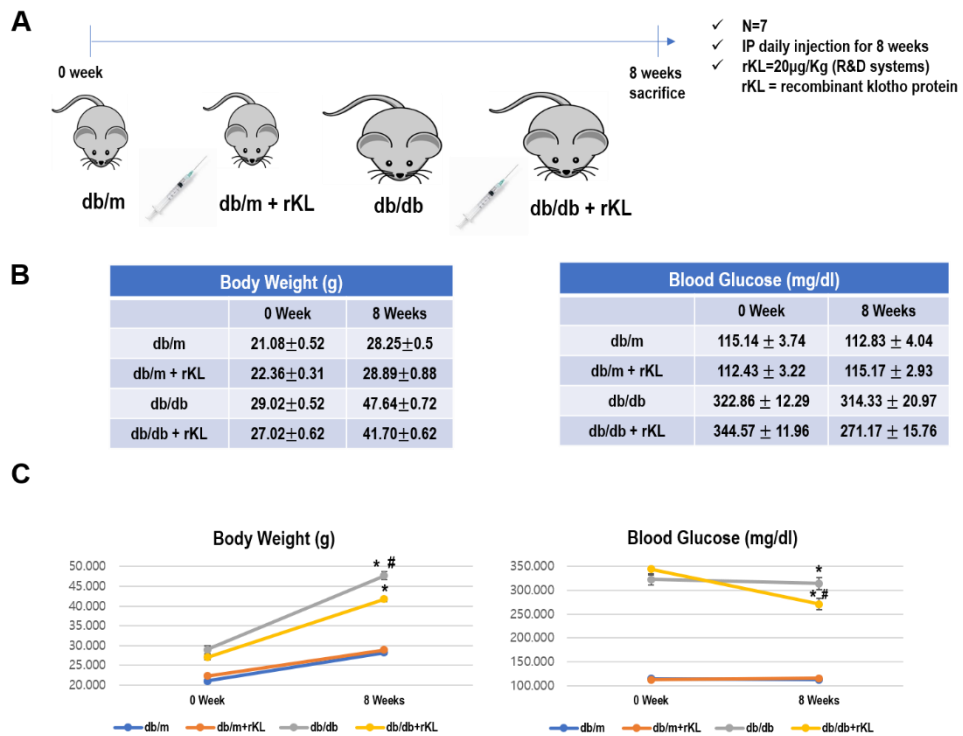 A
0 week
8 weeks
sacrifice
✓ N=7
✓ IP daily injection for 8 weeks
✓ rKL=20µg/Kg (R&D systems)
rKL = recombinant klotho protein
db/m
db/m + rKL
db/db
db/db + rKL
B
Body Weight (g)
0 Week 8 Weeks
db/m 21.08±0.52 28.25±0.5
db/m + rKL 22.36±0.31 28.89±0.88
db/db 29.02±0.52 47.64±0.72
db/db + rKL 27.02±0.62 41.70±0.62
Blood Glucose (mg/dl)
0 Week 8 Weeks
db/m 115.14 ± 3.74 112.83 ± 4.04
db/m + rKL 112.43 ± 3.22 115.17 ± 2.93
db/db 322.86 ± 12.29 314.33 ± 20.97
db/db + rKL 344.57 ± 11.96 271.17 ± 15.76
C
Body Weight (g)
50.000
45.000
40.000
35.000
30.000
25.000
20.000
* #
*
0 Week 8 Weeks
db/m db/m+rKL db/db db/db+rKL
Blood Glucose (mg/dl)
350.000
300.000
250.000
200.000
150.000
100.000
*
* #
0 Week 8 Weeks
db/m db/m+rKL db/db db/db+rKL